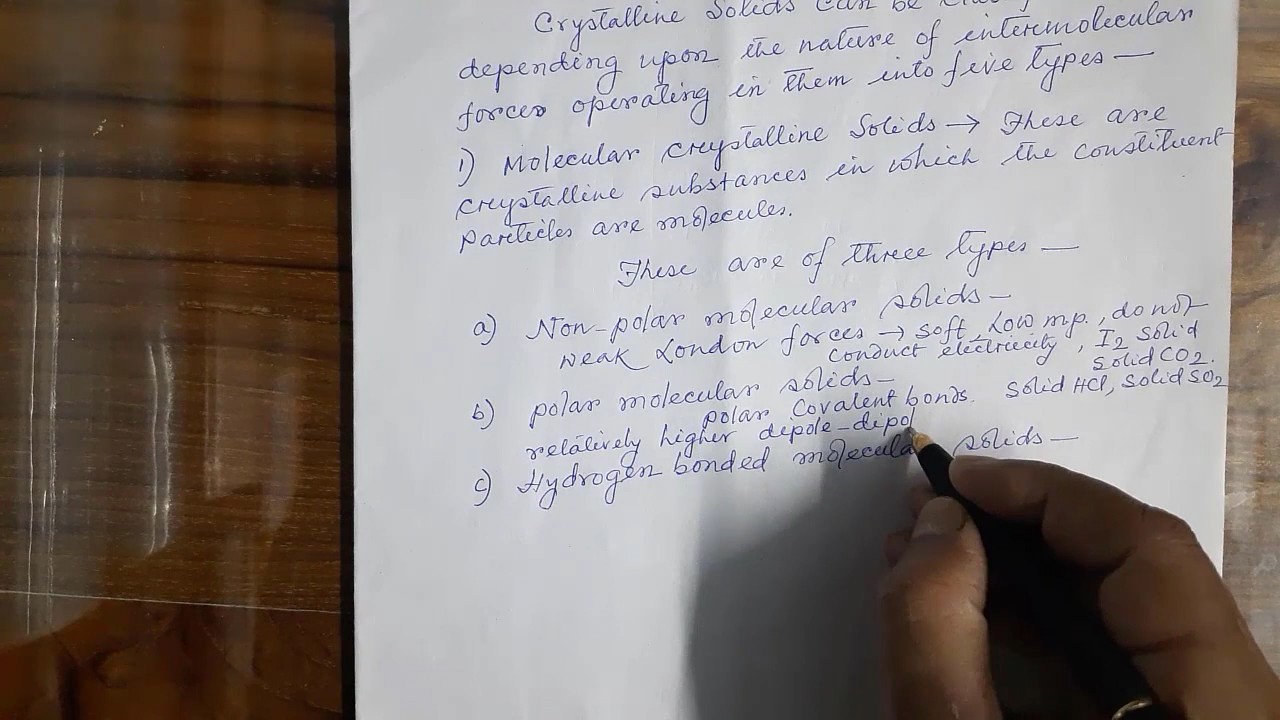 Crystalline Solids can be
depending upon the nature of intermolecular
forces operating in them into five types —
1) Molecular crystalline Solids → These are
crystalline substances in which the constituent
Particles are molecules.
These are of three types —
a) Non-polar molecular solids —
weak London forces → soft, Low mp., do not
conduct electricity, I2 solid
solid CO2.
b) polar molecular solids —
polar Covalent bonds. Solid HCl, Solid SO2
relatively higher depole-dipol
c) Hydrogen bonded molecular solids —